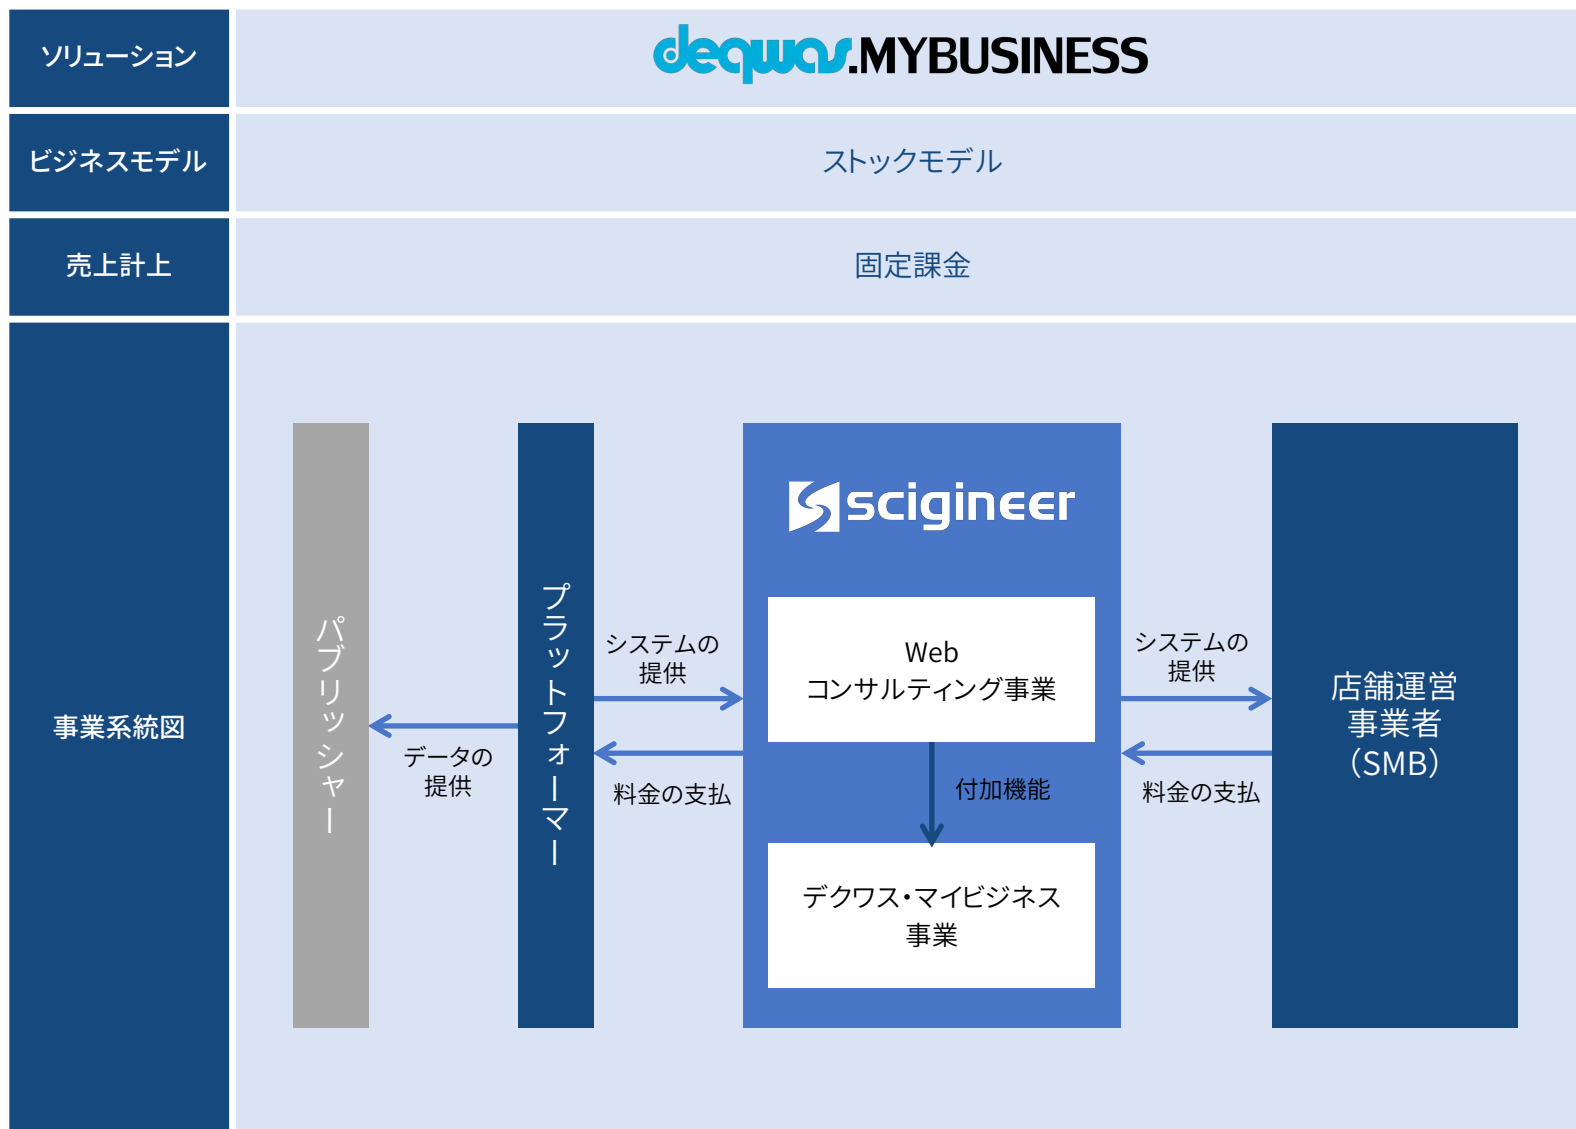 ソリューション
deqwas.MYBUSINESS
ビジネスモデル
ストックモデル
売上計上
固定課金
事業系統図
パブリッシャー
データの
提供
プラットフォーマー
システムの
提供
料金の支払
scigineer
Web
コンサルティング事業
付加機能
デクワス・マイビジネス
事業
システムの
提供
料金の支払
店舗運営
事業者
（SMB）